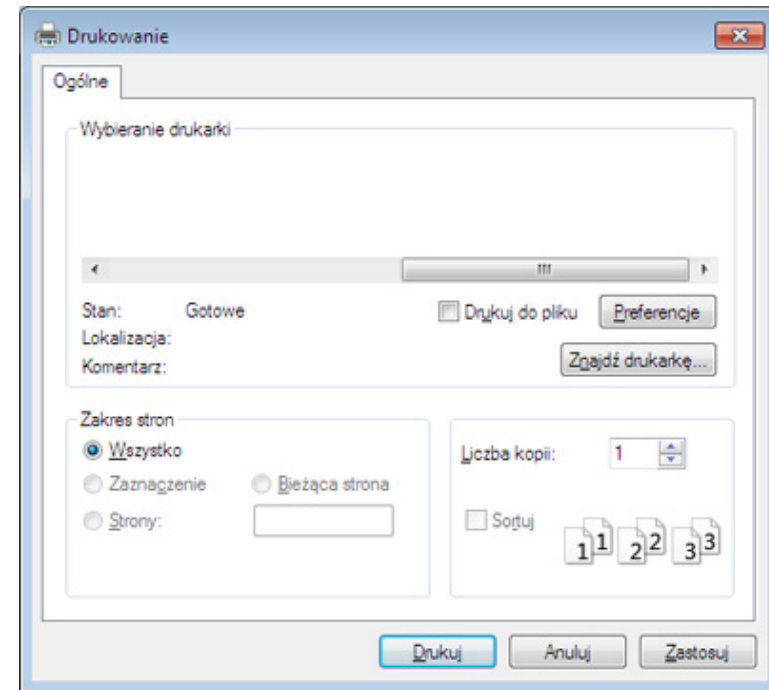 Drukowanie
Ogólne
Wybieranie drukarki
Stan: Gotowe
Drukuj do pliku
Preferencje
Lokalizacja:
Komentarz:
Znajdź drukarkę...
Zakres stron
Wszystko
Zaznaczenie
Bieżąca strona
Strony:
Liczba kopii: 1
Sortuj
1 1 2 2 3 3
Drukuj
Anuluj
Zastosuj